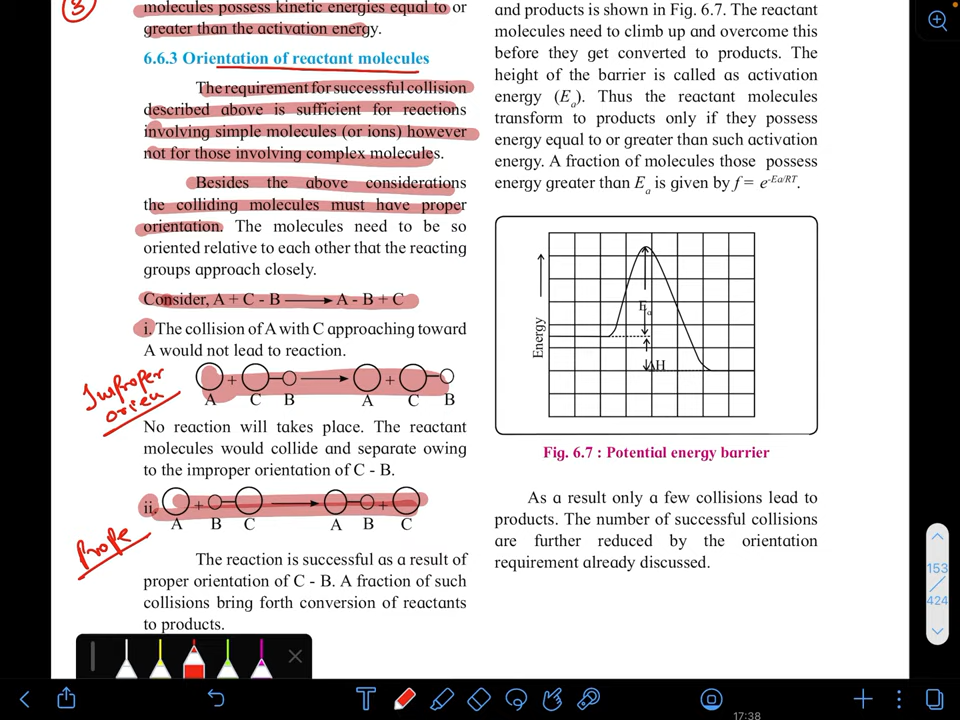 3
molecules possess kinetic energies equal to or
greater than the activation energy.
6.6.3 Orientation of reactant molecules
The requirement for successful collision
described above is sufficient for reactions
involving simple molecules (or ions) however
not for those involving complex molecules.
Besides the above considerations
the colliding molecules must have proper
orientation. The molecules need to be so
oriented relative to each other that the reacting
groups approach closely.
Consider, A + C - B ⟶ A - B + C
i. The collision of A with C approaching toward
A would not lead to reaction.
Improper
orien
+ ⟶ +
A C B A C B
No reaction will takes place. The reactant
molecules would collide and separate owing
to the improper orientation of C - B.
ii. + ⟶ +
A B C A B C
Prope
The reaction is successful as a result of
proper orientation of C - B. A fraction of such
collisions bring forth conversion of reactants
to products.
and products is shown in Fig. 6.7. The reactant
molecules need to climb up and overcome this
before they get converted to products. The
height of the barrier is called as activation
energy (Ea). Thus the reactant molecules
transform to products only if they possess
energy equal to or greater than such activation
energy. A fraction of molecules those possess
energy greater than Ea is given by f = e-Ea/RT.
Energy
Ea
ΔH
Fig. 6.7 : Potential energy barrier
As a result only a few collisions lead to
products. The number of successful collisions
are further reduced by the orientation
requirement already discussed.
153
424
T
17:38